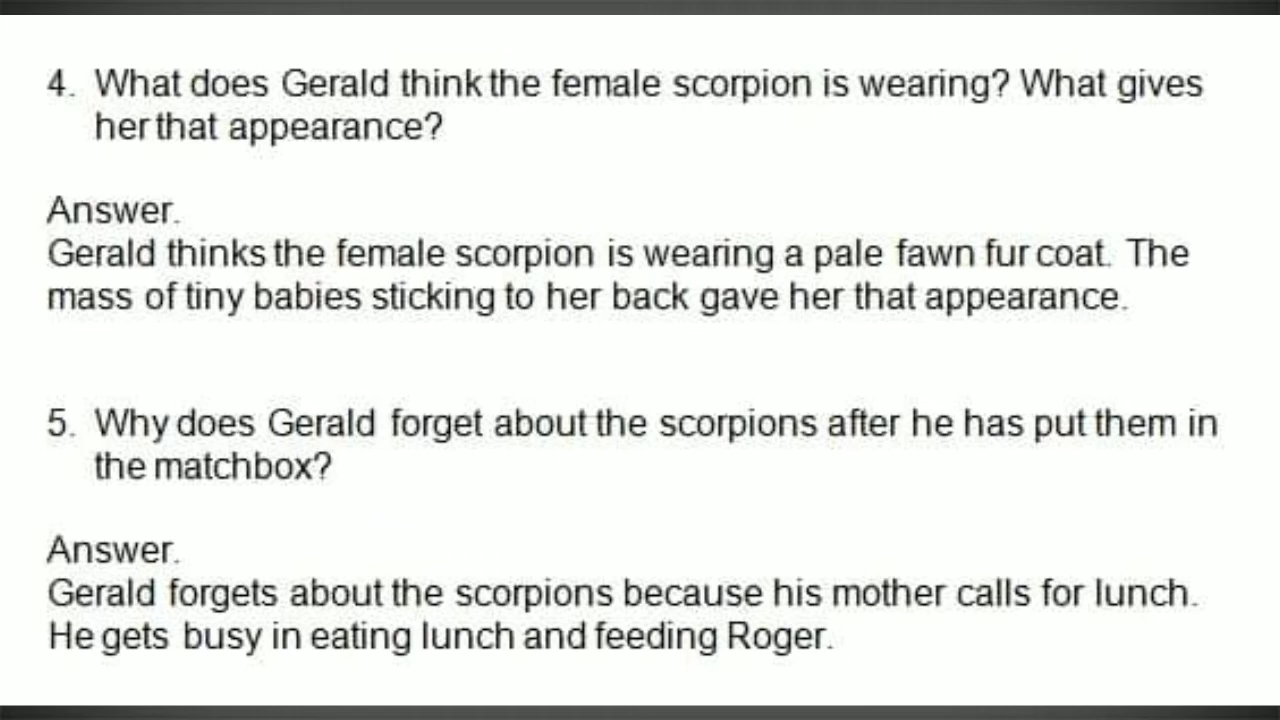 4. What does Gerald think the female scorpion is wearing? What gives
her that appearance?
Answer.
Gerald thinks the female scorpion is wearing a pale fawn fur coat. The
mass of tiny babies sticking to her back gave her that appearance.
5. Why does Gerald forget about the scorpions after he has put them in
the matchbox?
Answer.
Gerald forgets about the scorpions because his mother calls for lunch.
He gets busy in eating lunch and feeding Roger.